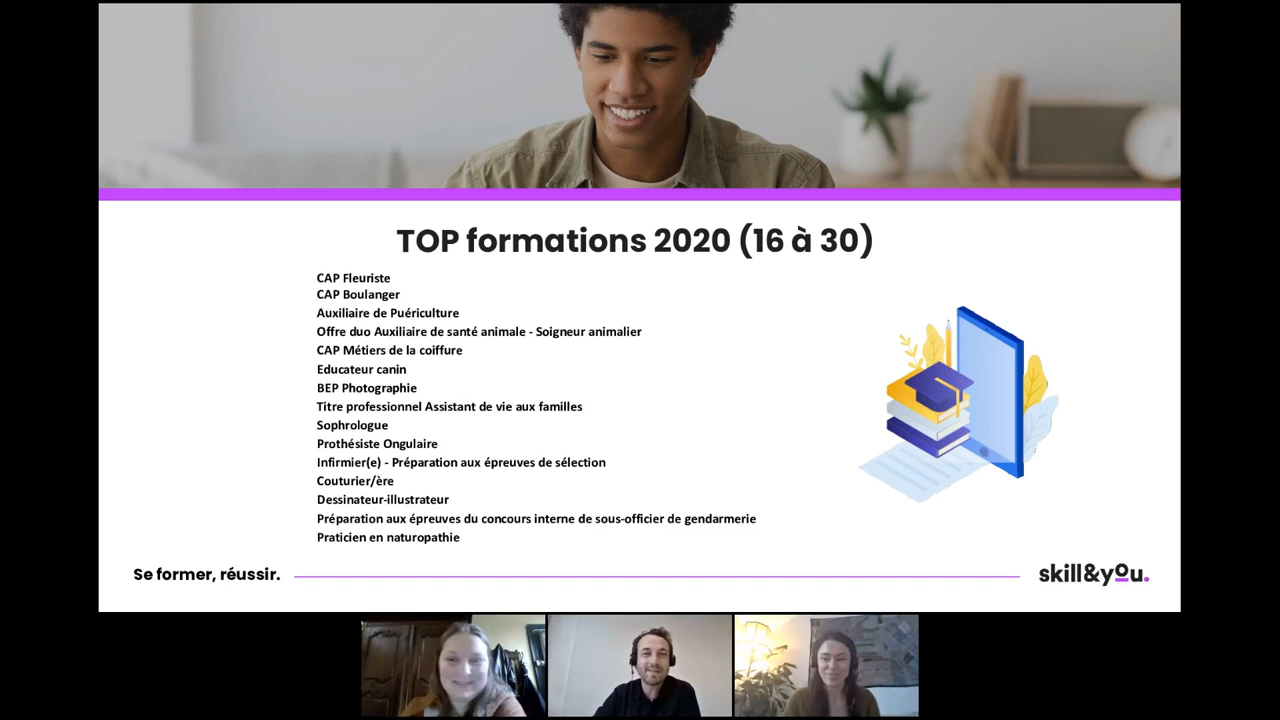 TOP formations 2020 (16 à 30)
CAP Fleuriste
CAP Boulanger
Auxiliaire de Puériculture
Offre duo Auxiliaire de santé animale - Soigneur animalier
CAP Métiers de la coiffure
Educateur canin
BEP Photographie
Titre professionnel Assistant de vie aux familles
Sophrologue
Prothésiste Ongulaire
Infirmier(e) - Préparation aux épreuves de sélection
Couturier/ère
Dessinateur-illustrateur
Préparation aux épreuves du concours interne de sous-officier de gendarmerie
Praticien en naturopathie
Se former, réussir.
skill&you.